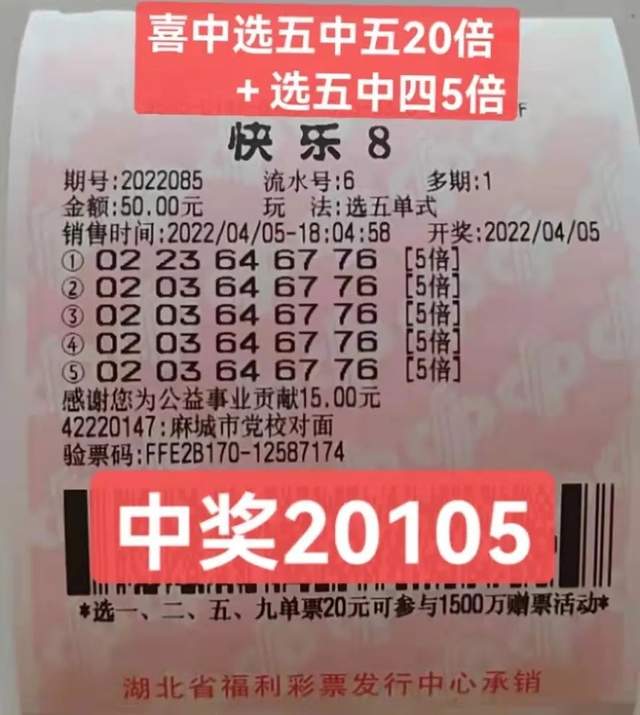 喜中选五中五20倍
+选五中四5倍
快乐8
期号:2022085 流水号:6 多期:1
金额:50.00元 玩 法:选五单式
销售时间:2022/04/05-18:04:58 开奖:2022/04/05
① 02 23 64 67 76 [5倍]
② 02 03 64 67 76 [5倍]
③ 02 03 64 67 76 [5倍]
④ 02 03 64 67 76 [5倍]
⑤ 02 03 64 67 76 [5倍]
感谢您为公益事业贡献15.00元
42220147:麻城市党校对面
验票码:FFE2B170-12587174
中奖20105
*选一、二、五、九单票20元可参与1500万赠票活动*
湖北省福利彩票发行中心承销